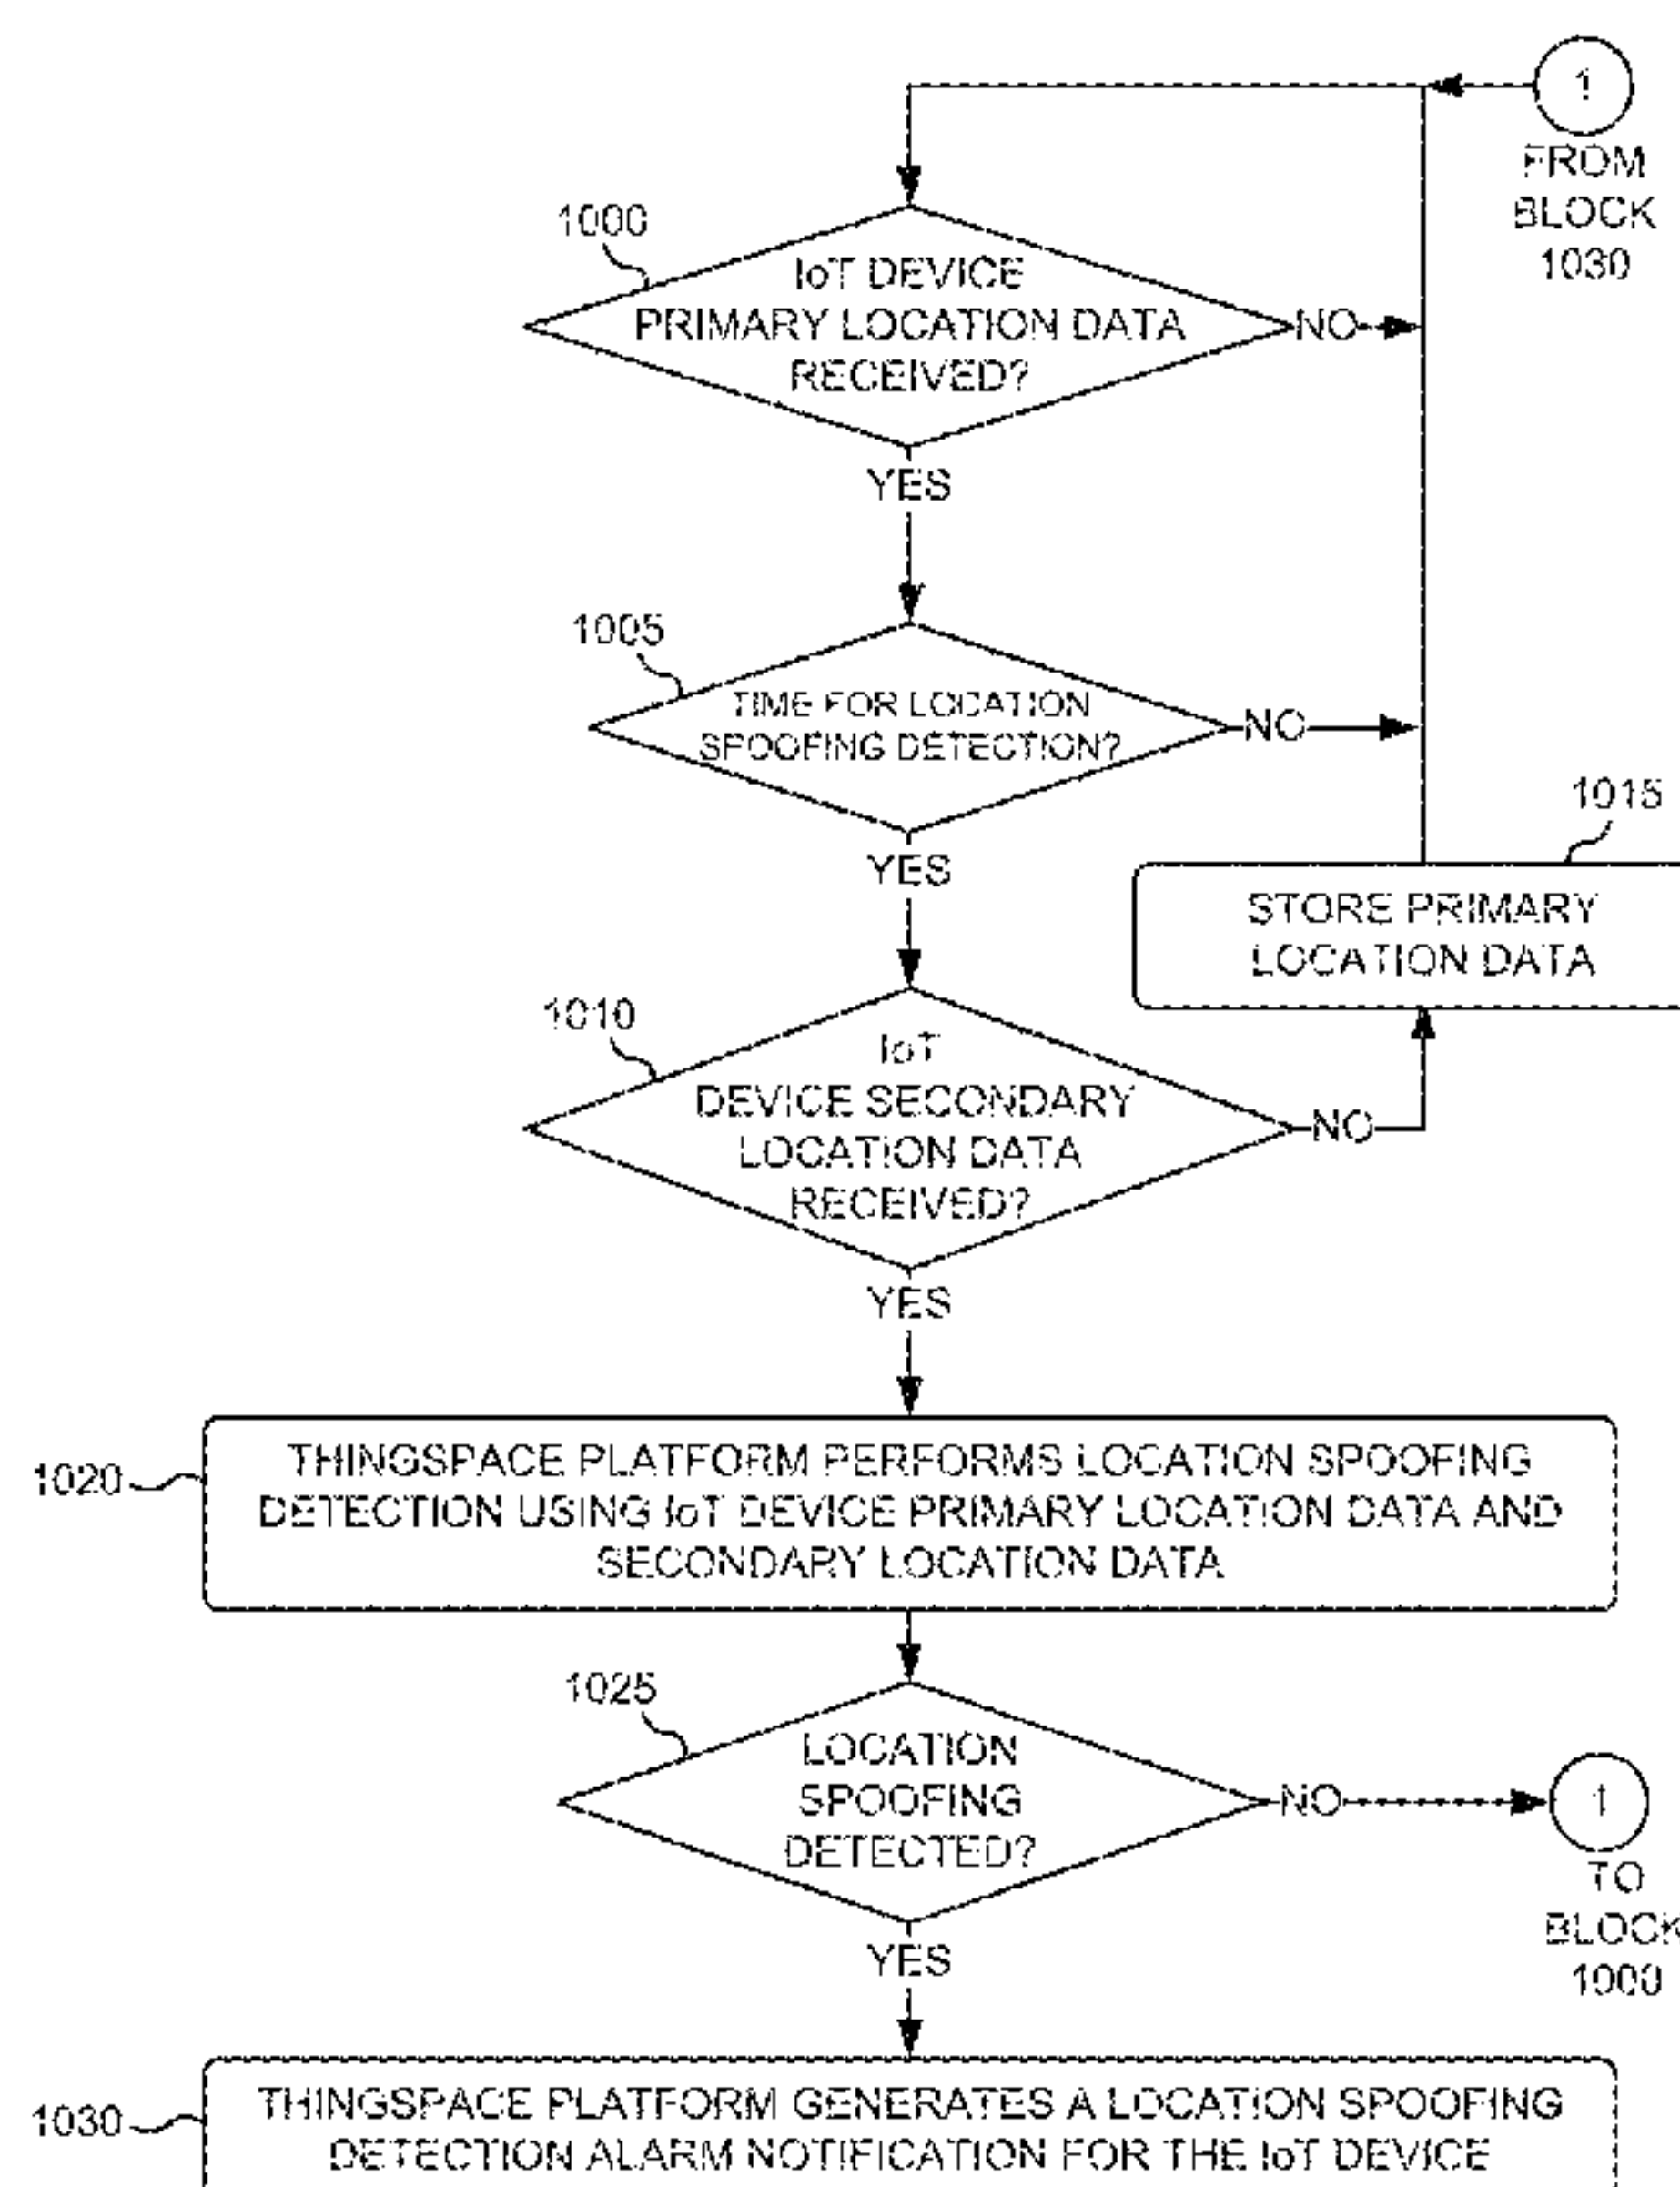 1
FROM
BLOCK
1030
1000
IoT DEVICE
PRIMARY LOCATION DATA
RECEIVED?
NO
YES
1005
TIME FOR LOCATION
SPOOFING DETECTION?
NO
YES
1015
STORE PRIMARY
LOCATION DATA
1010
IoT
DEVICE SECONDARY
LOCATION DATA
RECEIVED?
NO
YES
1020
THINGSPACE PLATFORM PERFORMS LOCATION SPOOFING
DETECTION USING IoT DEVICE PRIMARY LOCATION DATA AND
SECONDARY LOCATION DATA
1025
LOCATION
SPOOFING
DETECTED?
NO
1
TO
BLOCK
1000
YES
1030
THINGSPACE PLATFORM GENERATES A LOCATION SPOOFING
DETECTION ALARM NOTIFICATION FOR THE IoT DEVICE